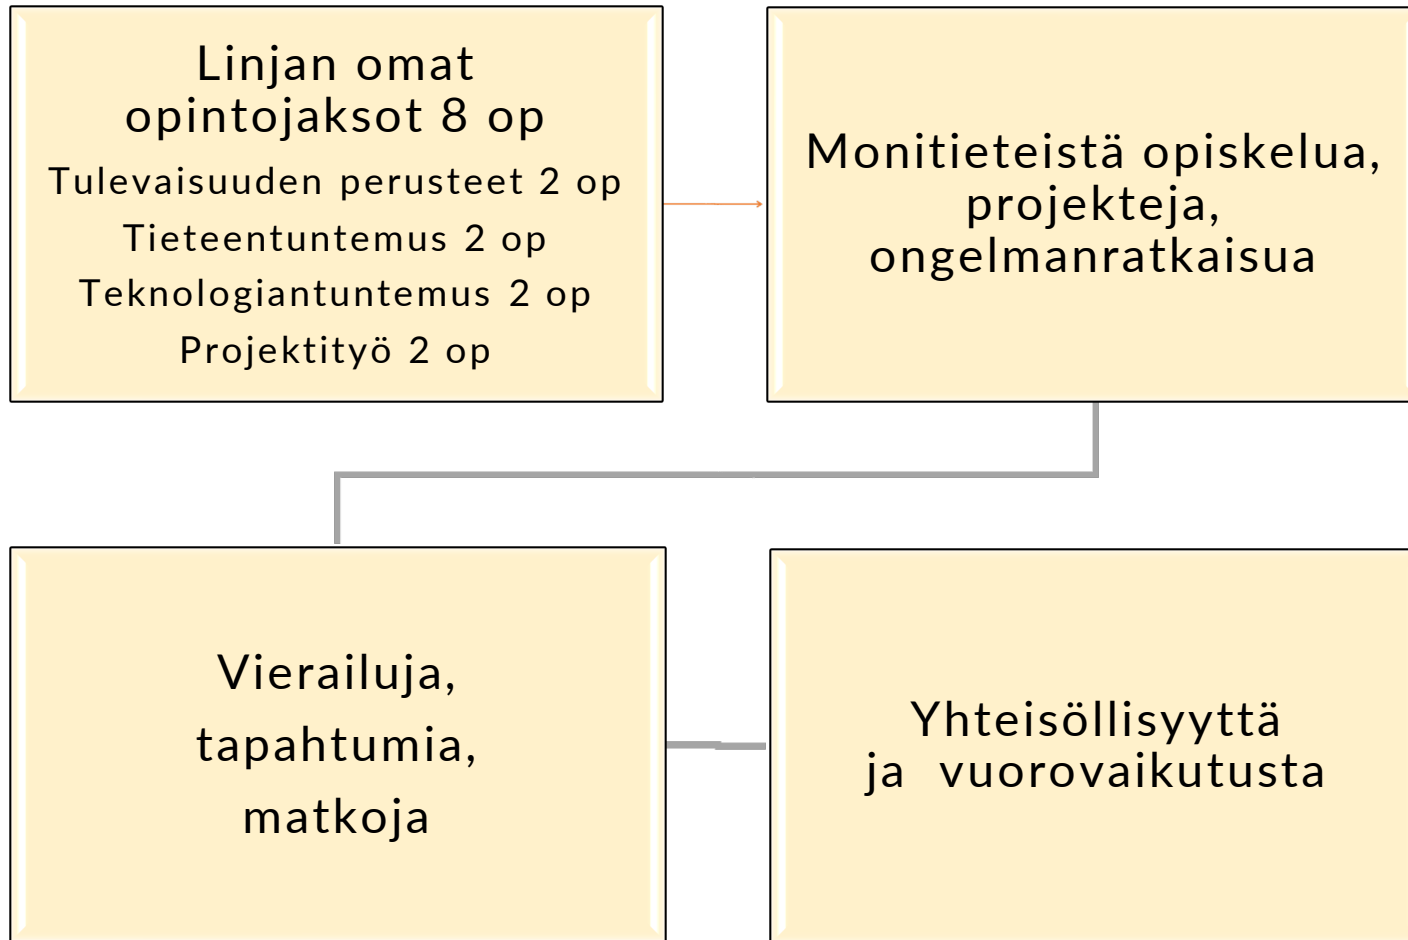 Linjan omat
opintojaksot 8 op
Tulevaisuuden perusteet 2 op
Tieteentuntemus 2 op
Teknologiantuntemus 2 op
Projektityö 2 op
Monitieteistä opiskelua,
projekteja,
ongelmanratkaisua
Vierailuja,
tapahtumia,
matkoja
Yhteisöllisyyttä
ja vuorovaikutusta